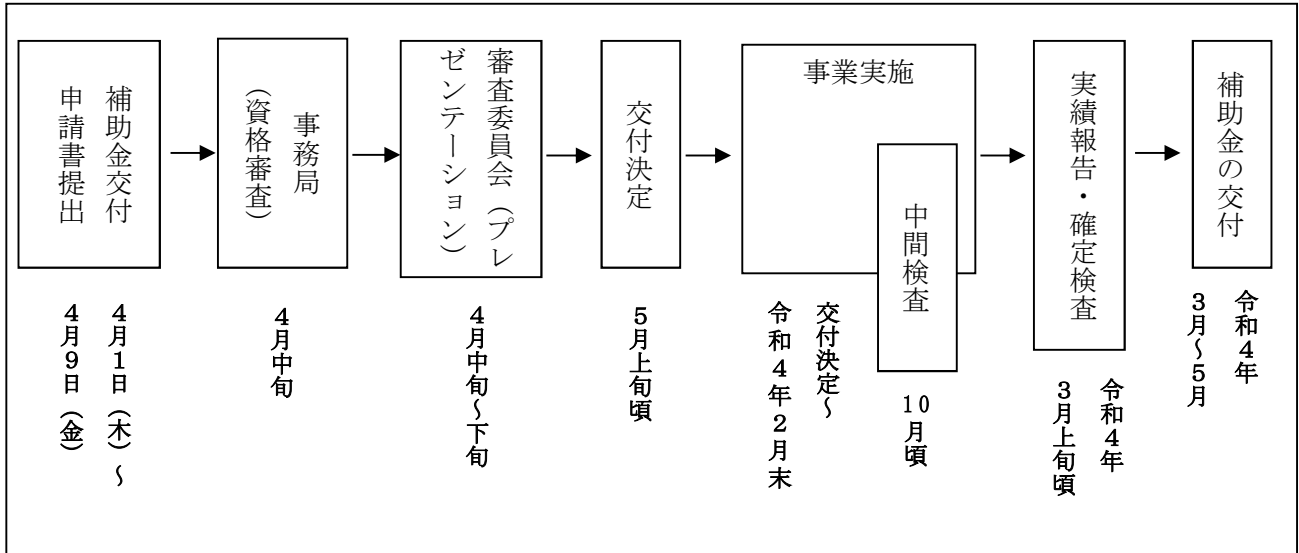 補助金交付
申請書提出
４月１日（木）～
４月９日（金）
事務局
（資格審査）
４月中旬
審査委員会（プレ
ゼンテーション）
４月中旬～下旬
交付決定
５月上旬頃
事業実施
交付決定～
令和４年２月末
中間検査
10月頃
実績報告・確定検査
令和４年
３月上旬頃
補助金の交付
令和４年
３月～５月